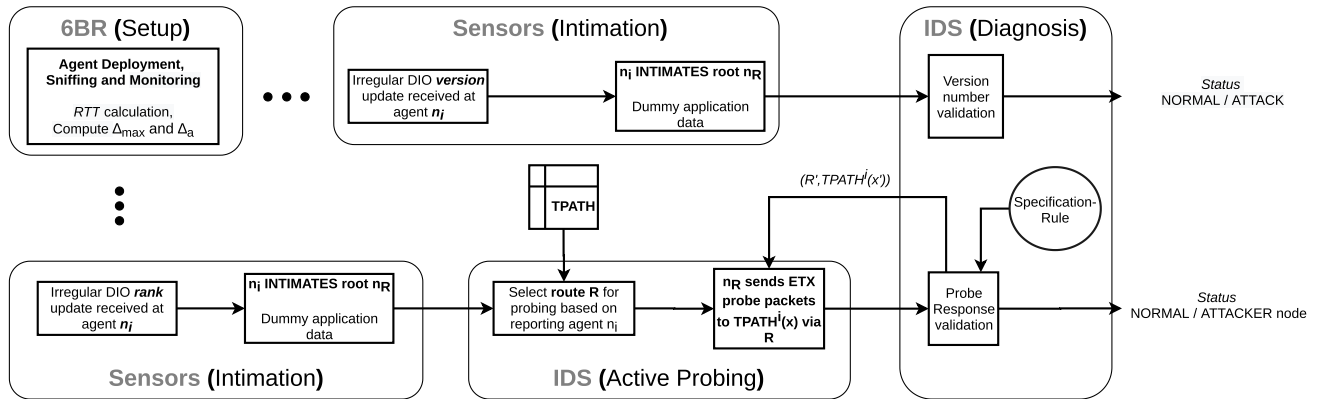 6BR (Setup)
Agent Deployment,
Sniffing and Monitoring
RTT calculation,
Compute Δmax and Δa
Sensors (Intimation)
Irregular DIO version
update received at
agent ni
ni INTIMATES root nR
Dummy application
data
IDS (Diagnosis)
Version
number
validation
Status
NORMAL / ATTACK
TPATH
(R',TPATHi(x'))
Specification-
Rule
Irregular DIO rank
update received at
agent ni
ni INTIMATES root nR
Dummy application
data
Sensors (Intimation)
Select route R for
probing based on
reporting agent ni
nR sends ETX
probe packets
to TPATHi(x) via
R
IDS (Active Probing)
Probe
Response
validation
Status
NORMAL / ATTACKER node